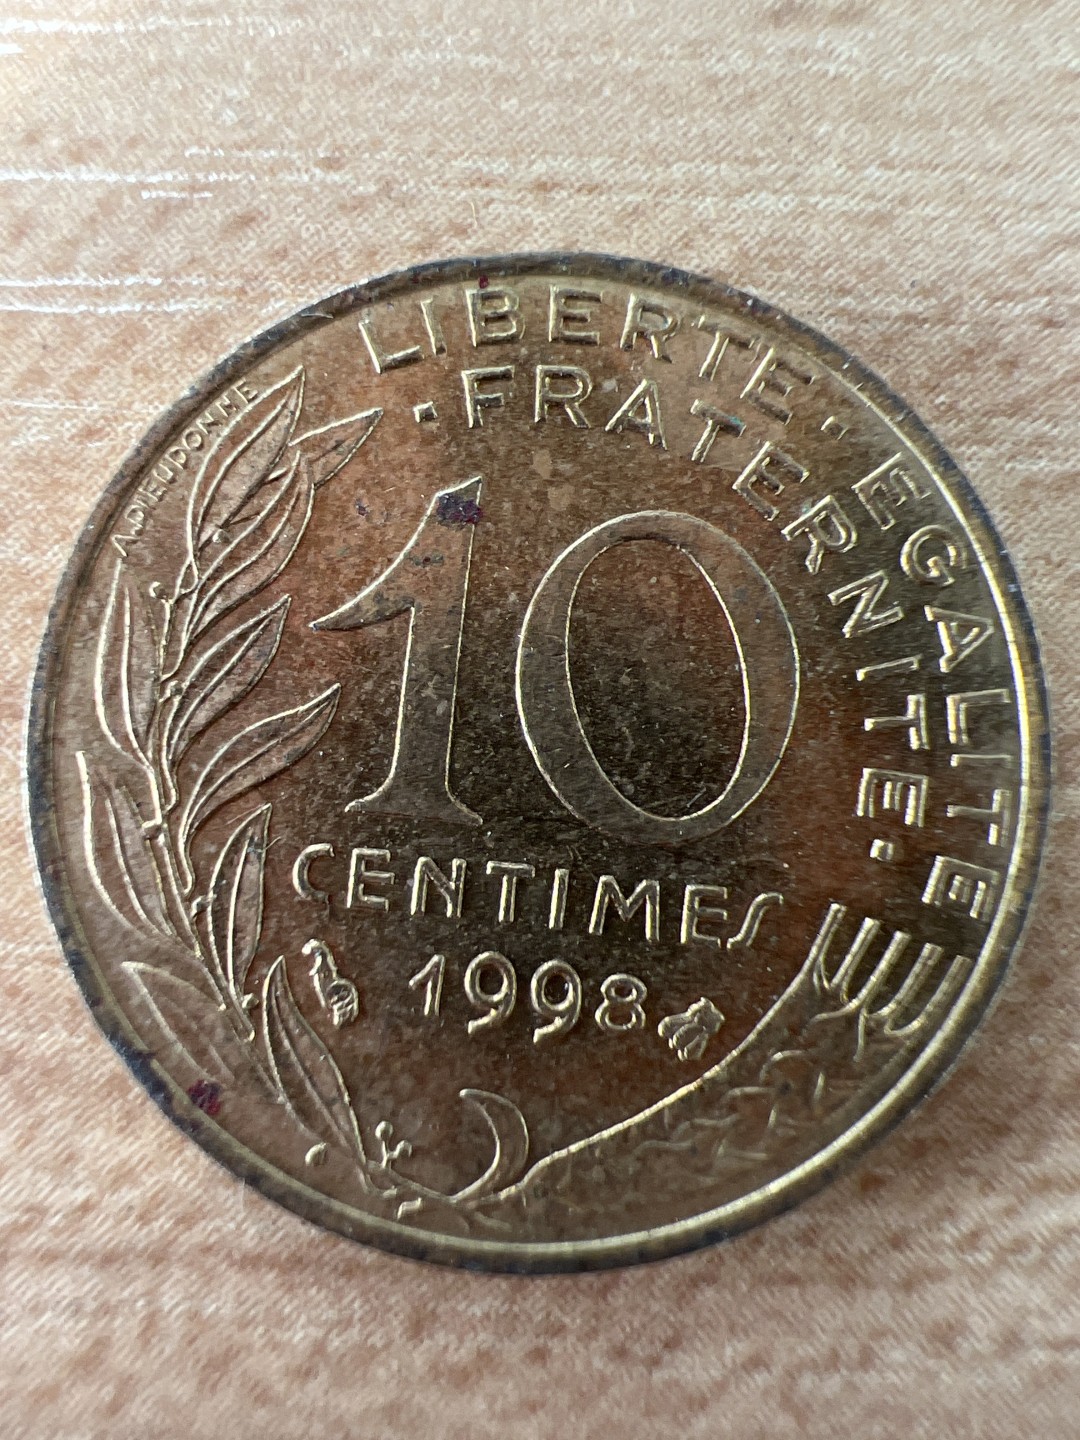 LIBERTE · EGALITE
· FRATERNITE ·
A.DIEUDONNE
10
CENTIMES
1998